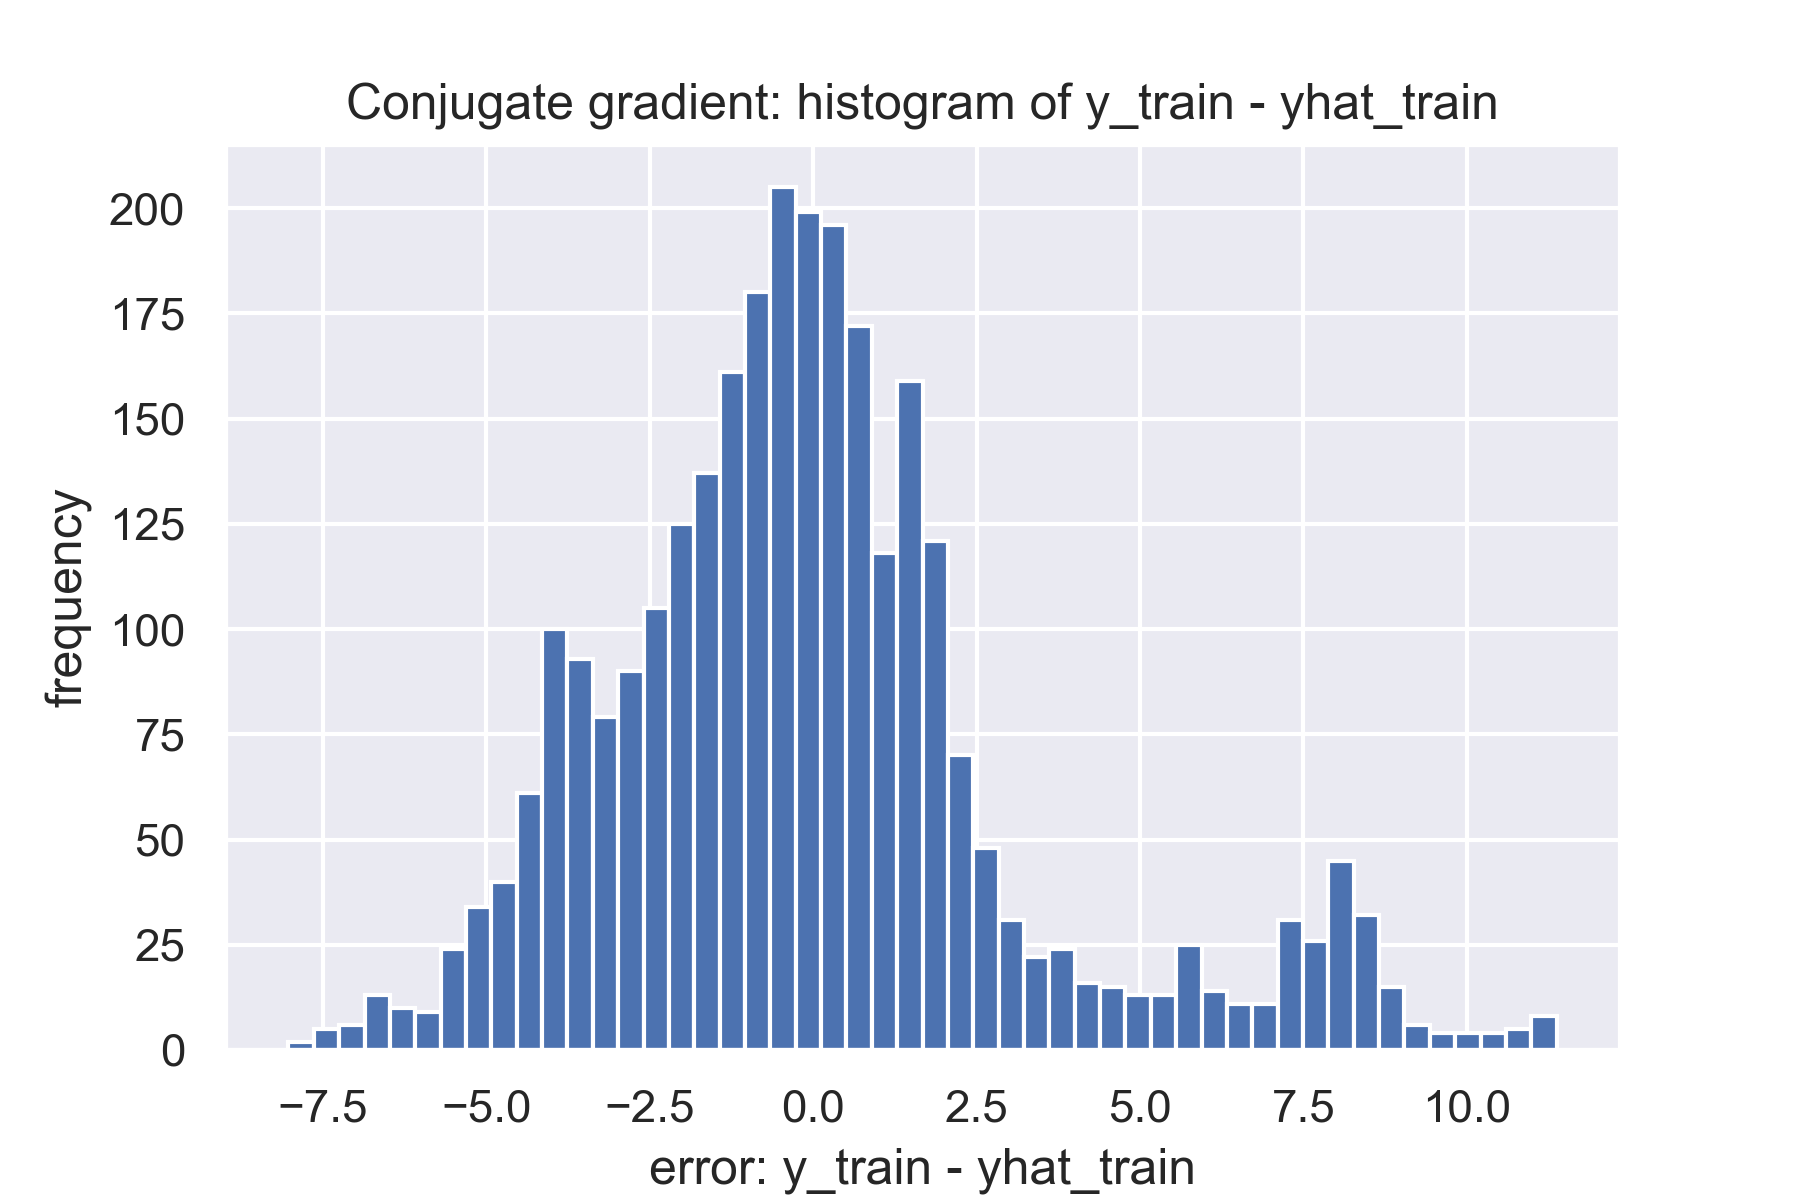 Conjugate gradient: histogram of y_train - yhat_train
200
175
150
125
100
75
50
25
0
frequency
−7.5 −5.0 −2.5 0.0 2.5 5.0 7.5 10.0
error: y_train - yhat_train